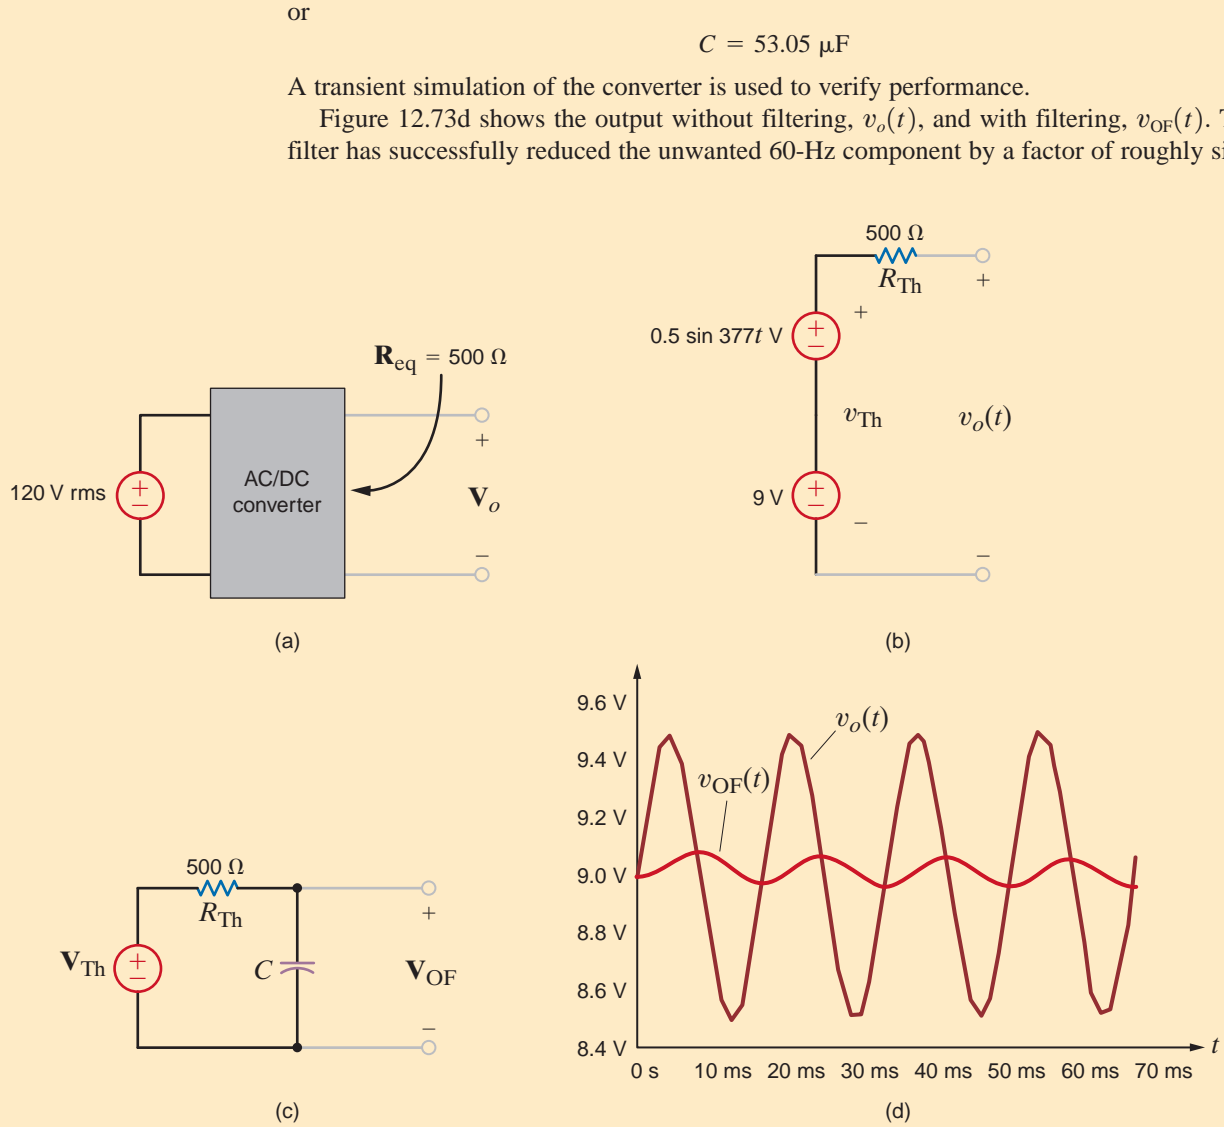 or
C = 53.05 μF
A transient simulation of the converter is used to verify performance.
Figure 12.73d shows the output without filtering, v_o(t), and with filtering, v_OF(t).
filter has successfully reduced the unwanted 60-Hz component by a factor of roughly
R_eq = 500 Ω
120 V rms
+
−
AC/DC
converter
+
V_o
−
(a)
500 Ω
R_Th
+
+
0.5 sin 377t V
+
−
v_Th
v_o(t)
9 V
+
−
−
−
(b)
500 Ω
R_Th
V_Th
+
−
C
+
V_OF
−
(c)
9.6 V
9.4 V
9.2 V
9.0 V
8.8 V
8.6 V
8.4 V
v_o(t)
v_OF(t)
0 s 10 ms 20 ms 30 ms 40 ms 50 ms 60 ms 70 ms
t
(d)